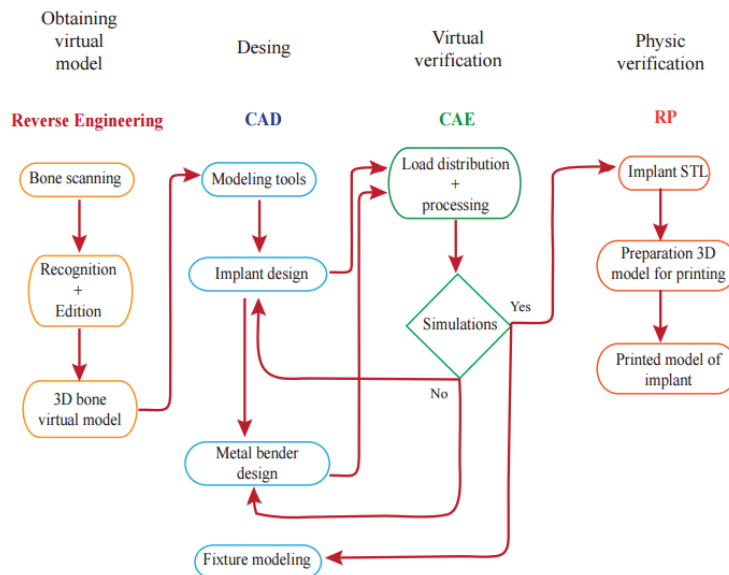 Obtaining
virtual
model
Desing
Virtual
verification
Physic
verification
Reverse Engineering
CAD
CAE
RP
Bone scanning
Recognition
+
Edition
3D bone
virtual model
Modeling tools
Implant design
Metal bender
design
Fixture modeling
Load distribution
+
processing
Simulations
Yes
No
Implant STL
Preparation 3D
model for printing
Printed model of
implant